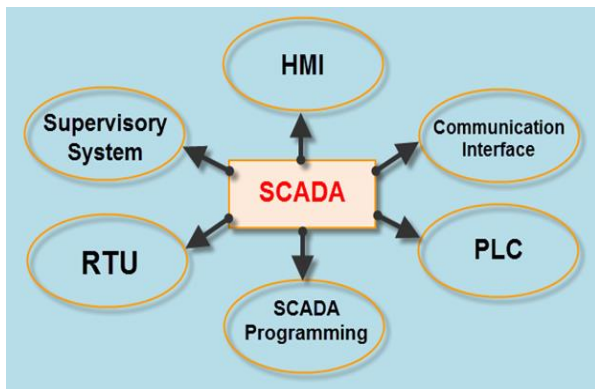 HMI
Supervisory
System
Communication
Interface
SCADA
RTU
PLC
SCADA
Programming